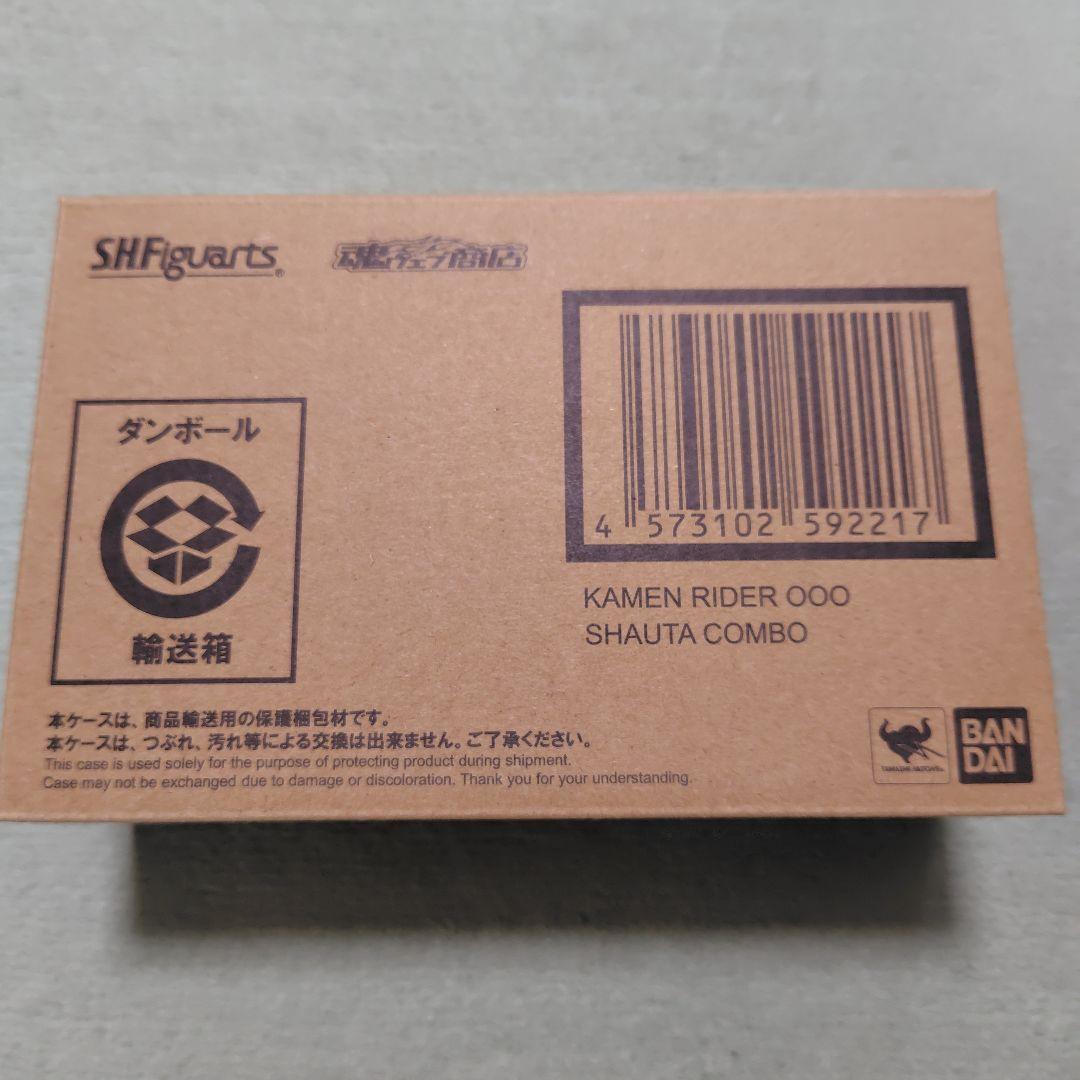 S.H.Figuarts®
魂ウェブ商店
ダンボール
輸送箱
4 573102 592217
KAMEN RIDER OOO
SHAUTA COMBO
本ケースは、商品輸送用の保護梱包材です。
本ケースは、つぶれ、汚れ等による交換は出来ません。ご了承ください。
This case is used solely for the purpose of protecting product during shipment.
Case may not be exchanged due to damage or discoloration. Thank you for your understanding.
TAMASHII NATIONS
BAN
DAI